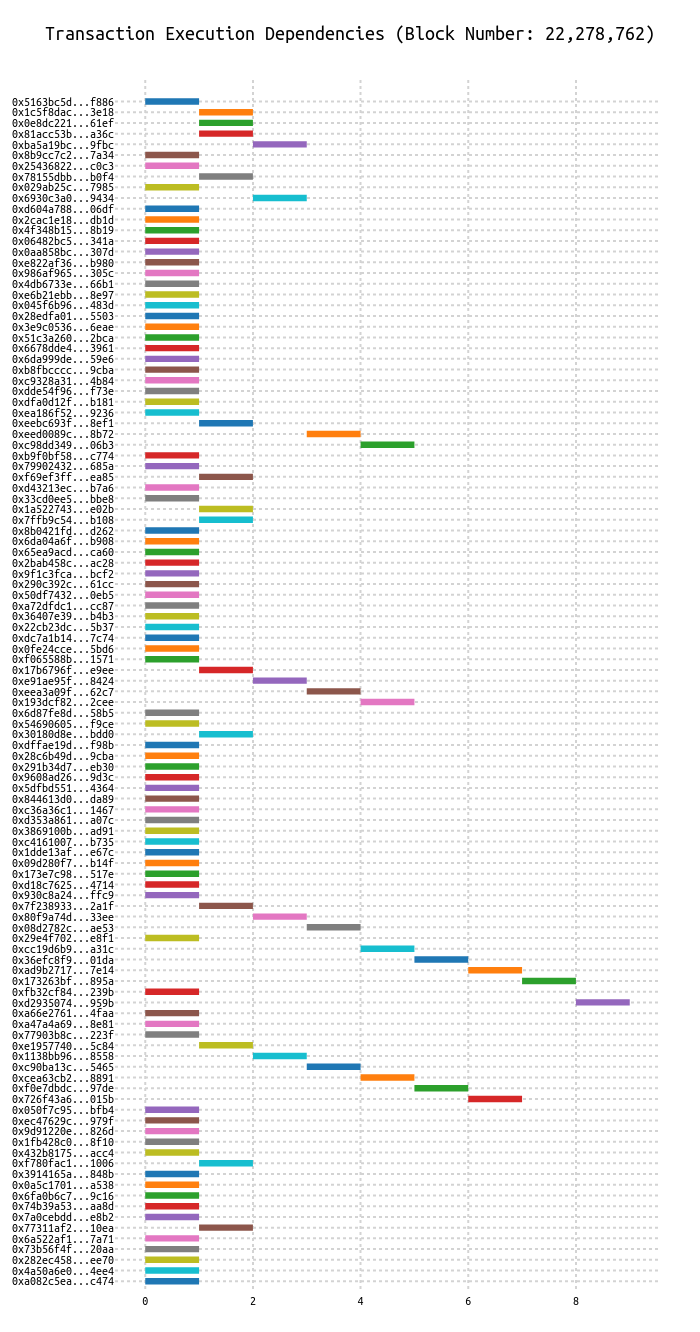 Transaction Execution Dependencies (Block Number: 22,278,762)
0x5163bc5d...f886
0x1c5f8dac...3e18
0x0e8dc221...61ef
0x81acc53b...a36c
0xba5a19bc...9fbc
0x8b9cc7c2...7a34
0x25436822...c0c3
0x78155dbb...b0f4
0x029ab25c...7985
0x6930c3a0...9434
0xd604a788...06df
0x2cac1e18...db1d
0x4f348b15...8b19
0x06482bc5...341a
0x0aa858bc...307d
0xe822af36...b980
0x986af965...305c
0x4db6733e...66b1
0xe6b21ebb...8e97
0x045f6b96...483d
0x28edfa01...5503
0x3e9c0536...6eae
0x51c3a260...2bca
0x6678dde4...3961
0x6da999de...59e6
0xb8fbcccc...9cba
0xc9328a31...4b84
0xdde54f96...f73e
0xdfa0d12f...b181
0xea186f52...9236
0xeebc693f...8ef1
0xeed0089c...8b72
0xc98dd349...06b3
0xb9f0bf58...c774
0x79902432...685a
0xf69ef3ff...ea85
0xd43213ec...b7a6
0x33cd0ee5...bbe8
0x1a522743...e02b
0x7ffb9c54...b108
0x8b0421fd...d262
0x6da04a6f...b908
0x65ea9acd...ca60
0x2bab458c...ac28
0x9f1c3fca...bcf2
0x290c392c...61cc
0x50df7432...0eb5
0xa72dfdc1...cc87
0x36407e39...b4b3
0x22cb23dc...5b37
0xdc7a1b14...7c74
0x0fe24cce...5bd6
0xf065588b...1571
0x17b6796f...e9ee
0xe91ae95f...8424
0xeea3a09f...62c7
0x193dcf82...2cee
0x6d87fe8d...58b5
0x54690605...f9ce
0x30180d8e...bdd0
0xdffae19d...f98b
0x28c6b49d...9cba
0x291b34d7...eb30
0x9608ad26...9d3c
0x5dfbd551...4364
0x844613d0...da89
0xc36a36c1...1467
0xd353a861...a07c
0x3869100b...ad91
0xc4161007...b735
0x1dde13af...e67c
0x09d280f7...b14f
0x173e7c98...517e
0xd18c7625...4714
0x930c8a24...ffc9
0x7f238933...2a1f
0x80f9a74d...33ee
0x08d2782c...ae53
0x29e4f702...e8f1
0xcc19d6b9...a31c
0x36efc8f9...01da
0xad9b2717...7e14
0x173263bf...895a
0xfb32cf84...239b
0xd2935074...959b
0xa66e2761...4faa
0xa47a4a69...8e81
0x77903b8c...223f
0xe1957740...5c84
0x1138bb96...8558
0xc90ba13c...5465
0xcea63cb2...8891
0xf0e7dbdc...97de
0x726f43a6...015b
0x050f7c95...bfb4
0xec47629c...979f
0x9d91220e...826d
0x1fb428c0...8f10
0x432b8175...acc4
0xf780fac1...1006
0x3914165a...848b
0x0a5c1701...a538
0x6fa0b6c7...9c16
0x74b39a53...aa8d
0x7a0cebdd...e8b2
0x77311af2...10ea
0x6a522af1...7a71
0x73b56f4f...20aa
0x282ec458...ee70
0x4a50a6e0...4ee4
0xa082c5ea...c474
0 2 4 6 8